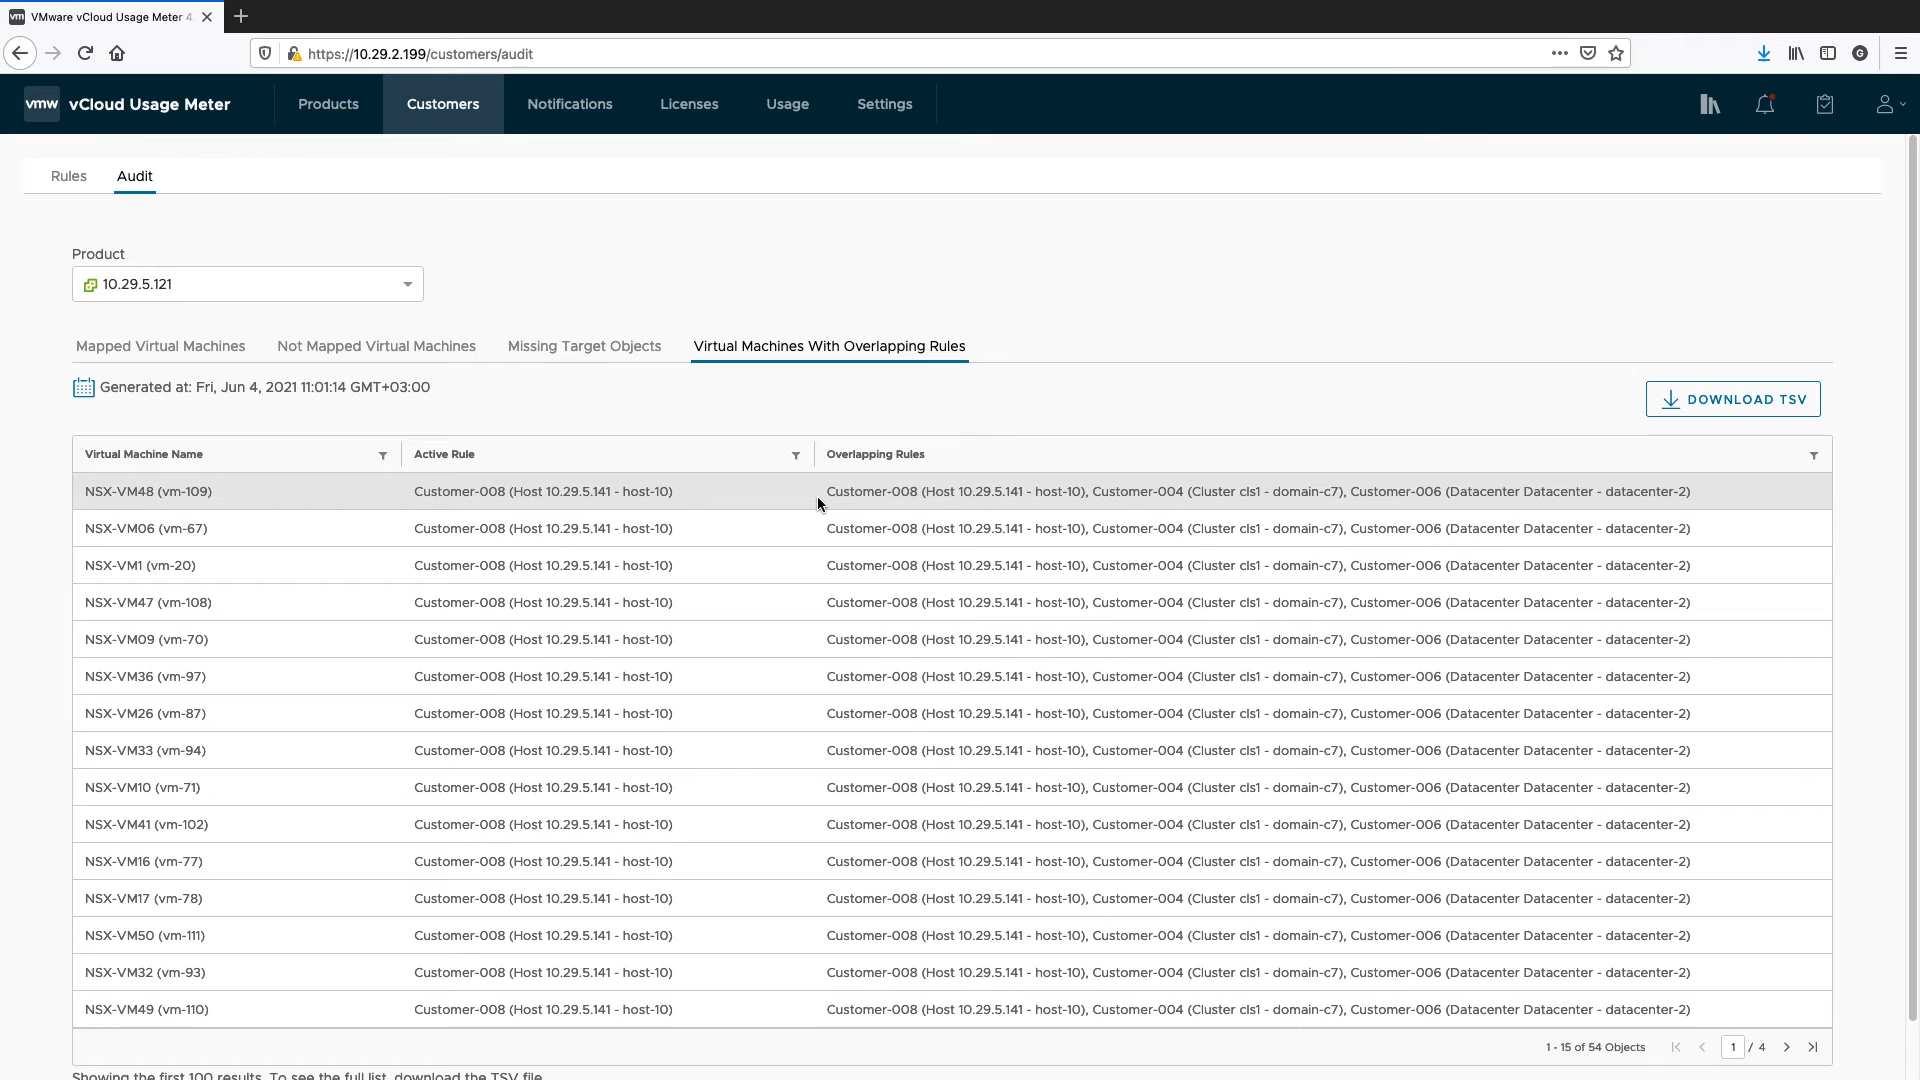 VMware vCloud Usage Meter 4
https://10.29.2.199/customers/audit
G
vmw vCloud Usage Meter Products Customers Notifications Licenses Usage Settings
Rules Audit
Product
10.29.5.121
Mapped Virtual Machines Not Mapped Virtual Machines Missing Target Objects Virtual Machines With Overlapping Rules
Generated at: Fri, Jun 4, 2021 11:01:14 GMT+03:00
DOWNLOAD TSV
Virtual Machine Name Active Rule Overlapping Rules
NSX-VM48 (vm-109) Customer-008 (Host 10.29.5.141 - host-10) Customer-008 (Host 10.29.5.141 - host-10), Customer-004 (Cluster cls1 - domain-c7), Customer-006 (Datacenter Datacenter - datacenter-2)
NSX-VM06 (vm-67) Customer-008 (Host 10.29.5.141 - host-10) Customer-008 (Host 10.29.5.141 - host-10), Customer-004 (Cluster cls1 - domain-c7), Customer-006 (Datacenter Datacenter - datacenter-2)
NSX-VM1 (vm-20) Customer-008 (Host 10.29.5.141 - host-10) Customer-008 (Host 10.29.5.141 - host-10), Customer-004 (Cluster cls1 - domain-c7), Customer-006 (Datacenter Datacenter - datacenter-2)
NSX-VM47 (vm-108) Customer-008 (Host 10.29.5.141 - host-10) Customer-008 (Host 10.29.5.141 - host-10), Customer-004 (Cluster cls1 - domain-c7), Customer-006 (Datacenter Datacenter - datacenter-2)
NSX-VM09 (vm-70) Customer-008 (Host 10.29.5.141 - host-10) Customer-008 (Host 10.29.5.141 - host-10), Customer-004 (Cluster cls1 - domain-c7), Customer-006 (Datacenter Datacenter - datacenter-2)
NSX-VM36 (vm-97) Customer-008 (Host 10.29.5.141 - host-10) Customer-008 (Host 10.29.5.141 - host-10), Customer-004 (Cluster cls1 - domain-c7), Customer-006 (Datacenter Datacenter - datacenter-2)
NSX-VM26 (vm-87) Customer-008 (Host 10.29.5.141 - host-10) Customer-008 (Host 10.29.5.141 - host-10), Customer-004 (Cluster cls1 - domain-c7), Customer-006 (Datacenter Datacenter - datacenter-2)
NSX-VM33 (vm-94) Customer-008 (Host 10.29.5.141 - host-10) Customer-008 (Host 10.29.5.141 - host-10), Customer-004 (Cluster cls1 - domain-c7), Customer-006 (Datacenter Datacenter - datacenter-2)
NSX-VM10 (vm-71) Customer-008 (Host 10.29.5.141 - host-10) Customer-008 (Host 10.29.5.141 - host-10), Customer-004 (Cluster cls1 - domain-c7), Customer-006 (Datacenter Datacenter - datacenter-2)
NSX-VM41 (vm-102) Customer-008 (Host 10.29.5.141 - host-10) Customer-008 (Host 10.29.5.141 - host-10), Customer-004 (Cluster cls1 - domain-c7), Customer-006 (Datacenter Datacenter - datacenter-2)
NSX-VM16 (vm-77) Customer-008 (Host 10.29.5.141 - host-10) Customer-008 (Host 10.29.5.141 - host-10), Customer-004 (Cluster cls1 - domain-c7), Customer-006 (Datacenter Datacenter - datacenter-2)
NSX-VM17 (vm-78) Customer-008 (Host 10.29.5.141 - host-10) Customer-008 (Host 10.29.5.141 - host-10), Customer-004 (Cluster cls1 - domain-c7), Customer-006 (Datacenter Datacenter - datacenter-2)
NSX-VM50 (vm-111) Customer-008 (Host 10.29.5.141 - host-10) Customer-008 (Host 10.29.5.141 - host-10), Customer-004 (Cluster cls1 - domain-c7), Customer-006 (Datacenter Datacenter - datacenter-2)
NSX-VM32 (vm-93) Customer-008 (Host 10.29.5.141 - host-10) Customer-008 (Host 10.29.5.141 - host-10), Customer-004 (Cluster cls1 - domain-c7), Customer-006 (Datacenter Datacenter - datacenter-2)
NSX-VM49 (vm-110) Customer-008 (Host 10.29.5.141 - host-10) Customer-008 (Host 10.29.5.141 - host-10), Customer-004 (Cluster cls1 - domain-c7), Customer-006 (Datacenter Datacenter - datacenter-2)
1 - 15 of 54 Objects 1 / 4
Showing the first 100 results. To see the full list, download the TSV file.